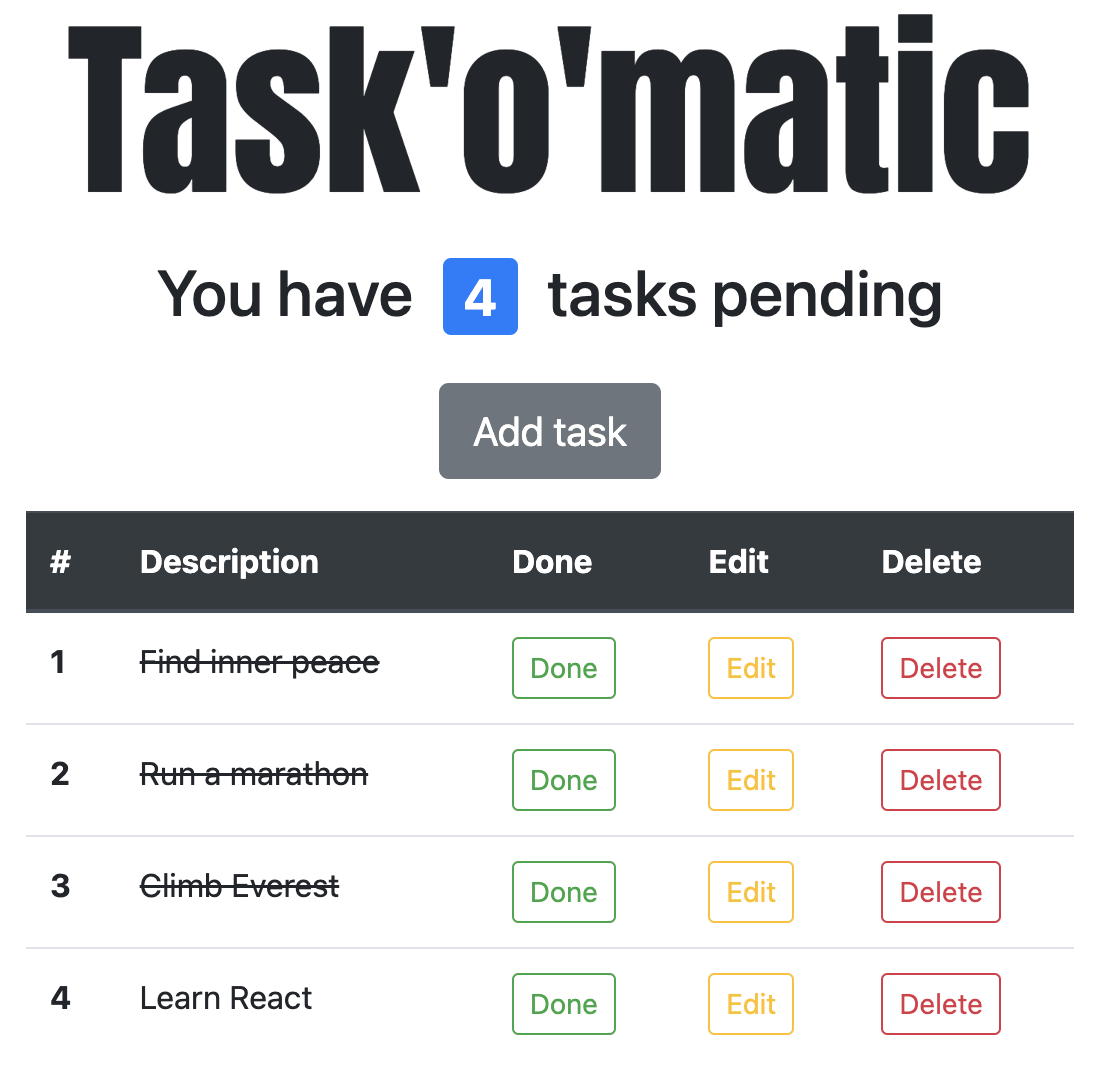 Task'o'matic
You have 4 tasks pending
Add task
# Description Done Edit Delete
1 Find inner peace Done Edit Delete
2 Run a marathon Done Edit Delete
3 Climb Everest Done Edit Delete
4 Learn React Done Edit Delete